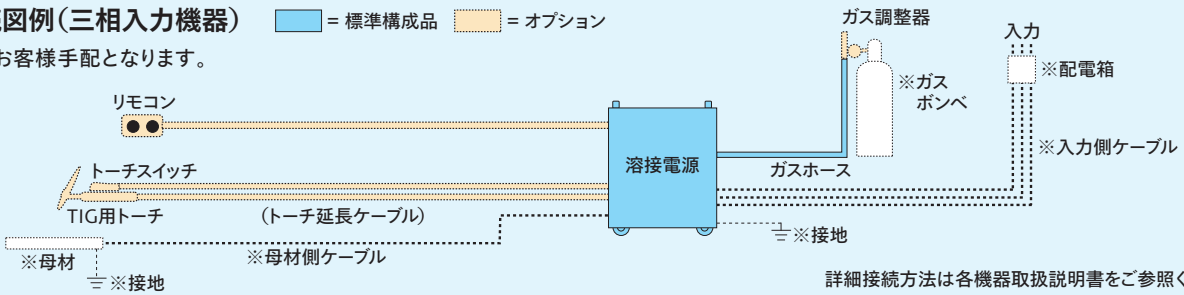 図例(三相入力機器)
= 標準構成品
= オプション
お客様手配となります。
ガス調整器
入力
※配電箱
※ガス
ボンベ
リモコン
※入力側ケーブル
トーチスイッチ
溶接電源
ガスホース
TIG用トーチ
(トーチ延長ケーブル)
※接地
※母材
※母材側ケーブル
※接地
詳細接続方法は各機器取扱説明書をご参照く